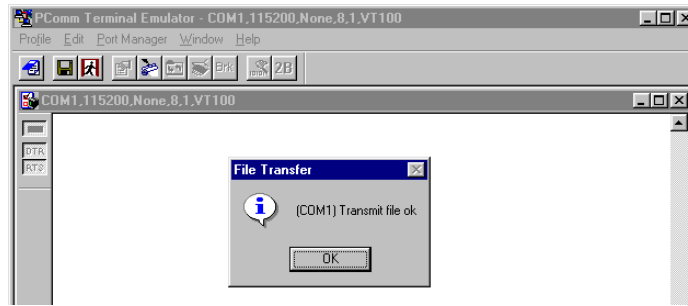 PComm Terminal Emulator - COM1,115200,None,8,1,VT100
Profile Edit Port Manager Window Help
Brk 2B
COM1,115200,None,8,1,VT100
DTR
RTS
File Transfer
(COM1) Transmit file ok
OK